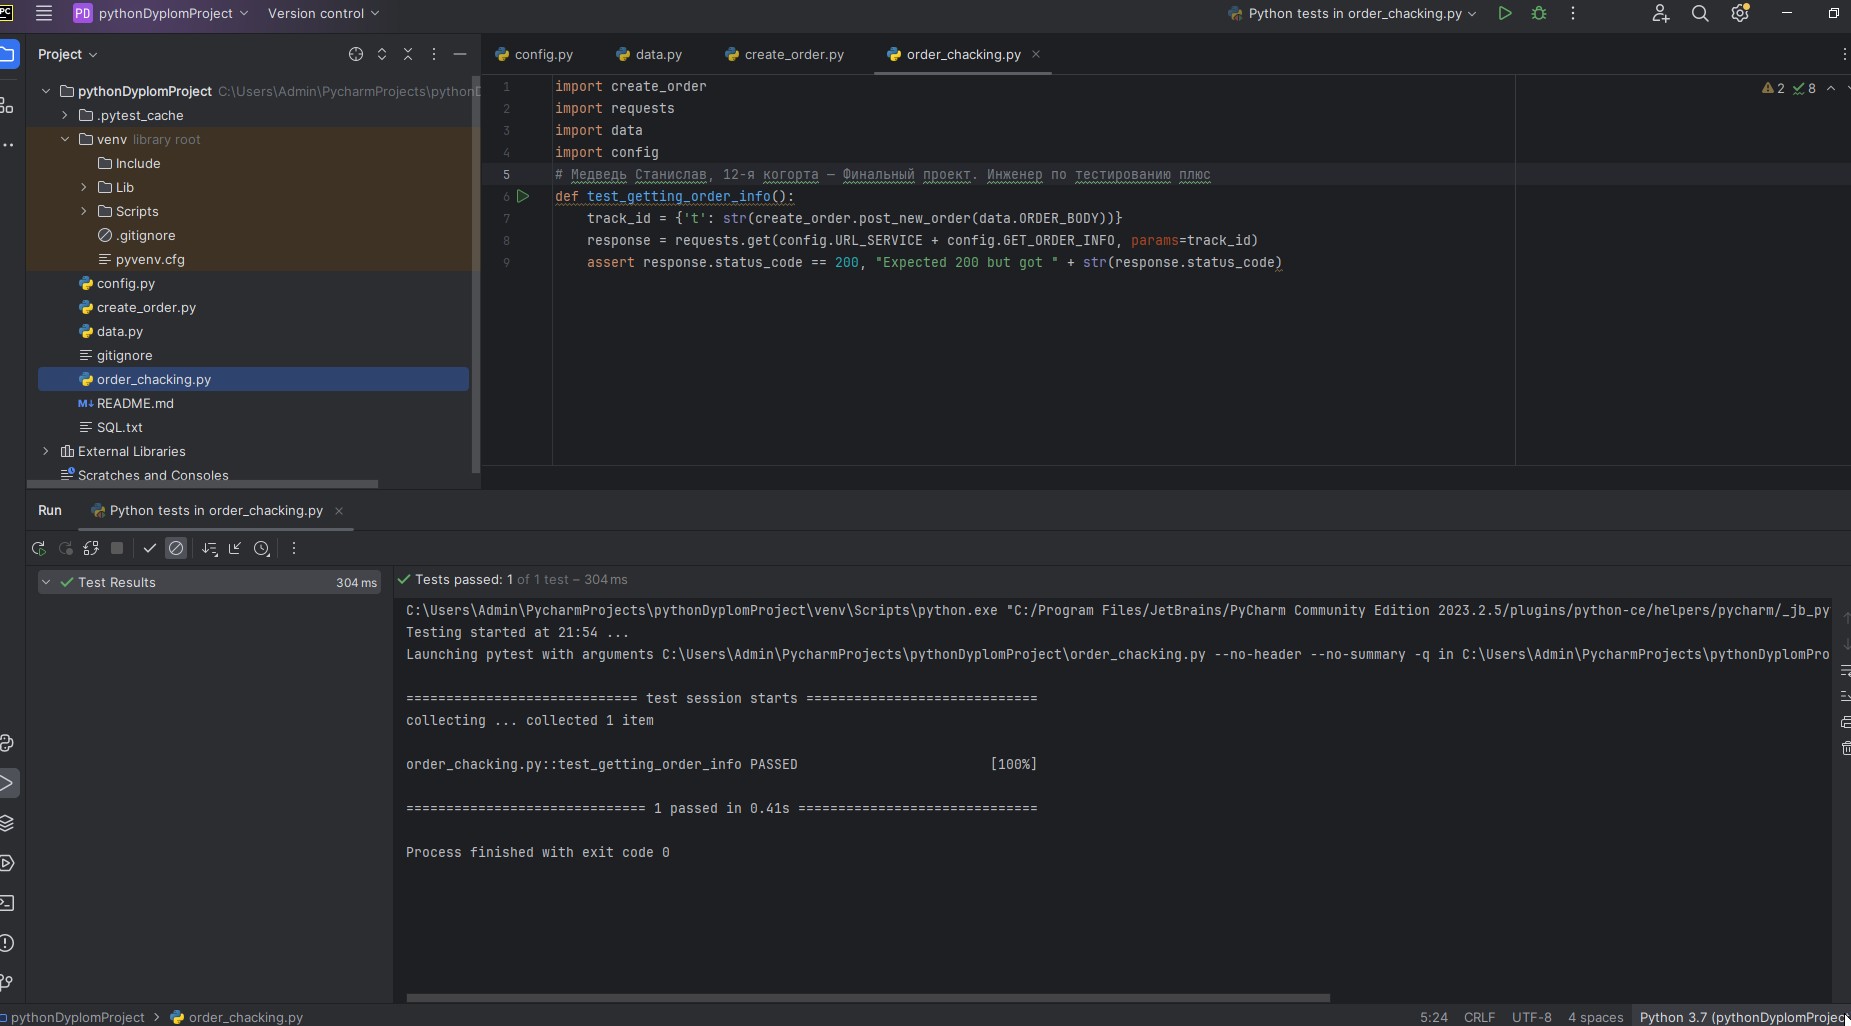 PC
PD pythonDyplomProject Version control Python tests in order_chacking.py
Project
pythonDyplomProject C:\Users\Admin\PycharmProjects\pythonD
.pytest_cache
venv library root
Include
Lib
Scripts
.gitignore
pyvenv.cfg
config.py
create_order.py
data.py
gitignore
order_chacking.py
M↓ README.md
SQL.txt
External Libraries
Scratches and Consoles
config.py data.py create_order.py order_chacking.py
2 8
1 import create_order
2 import requests
3 import data
4 import config
5 # Медведь Станислав, 12-я когорта — Финальный проект. Инженер по тестированию плюс
6 def test_getting_order_info():
7 track_id = {'t': str(create_order.post_new_order(data.ORDER_BODY))}
8 response = requests.get(config.URL_SERVICE + config.GET_ORDER_INFO, params=track_id)
9 assert response.status_code == 200, "Expected 200 but got " + str(response.status_code)
Run Python tests in order_chacking.py
Test Results 304 ms
Tests passed: 1 of 1 test – 304 ms
C:\Users\Admin\PycharmProjects\pythonDyplomProject\venv\Scripts\python.exe "C:/Program Files/JetBrains/PyCharm Community Edition 2023.2.5/plugins/python-ce/helpers/pycharm/_jb_py
Testing started at 21:54 ...
Launching pytest with arguments C:\Users\Admin\PycharmProjects\pythonDyplomProject\order_chacking.py --no-header --no-summary -q in C:\Users\Admin\PycharmProjects\pythonDyplomPro
============================= test session starts =============================
collecting ... collected 1 item
order_chacking.py::test_getting_order_info PASSED [100%]
============================== 1 passed in 0.41s ==============================
Process finished with exit code 0
pythonDyplomProject > order_chacking.py
5:24 CRLF UTF-8 4 spaces Python 3.7 (pythonDyplomProjec